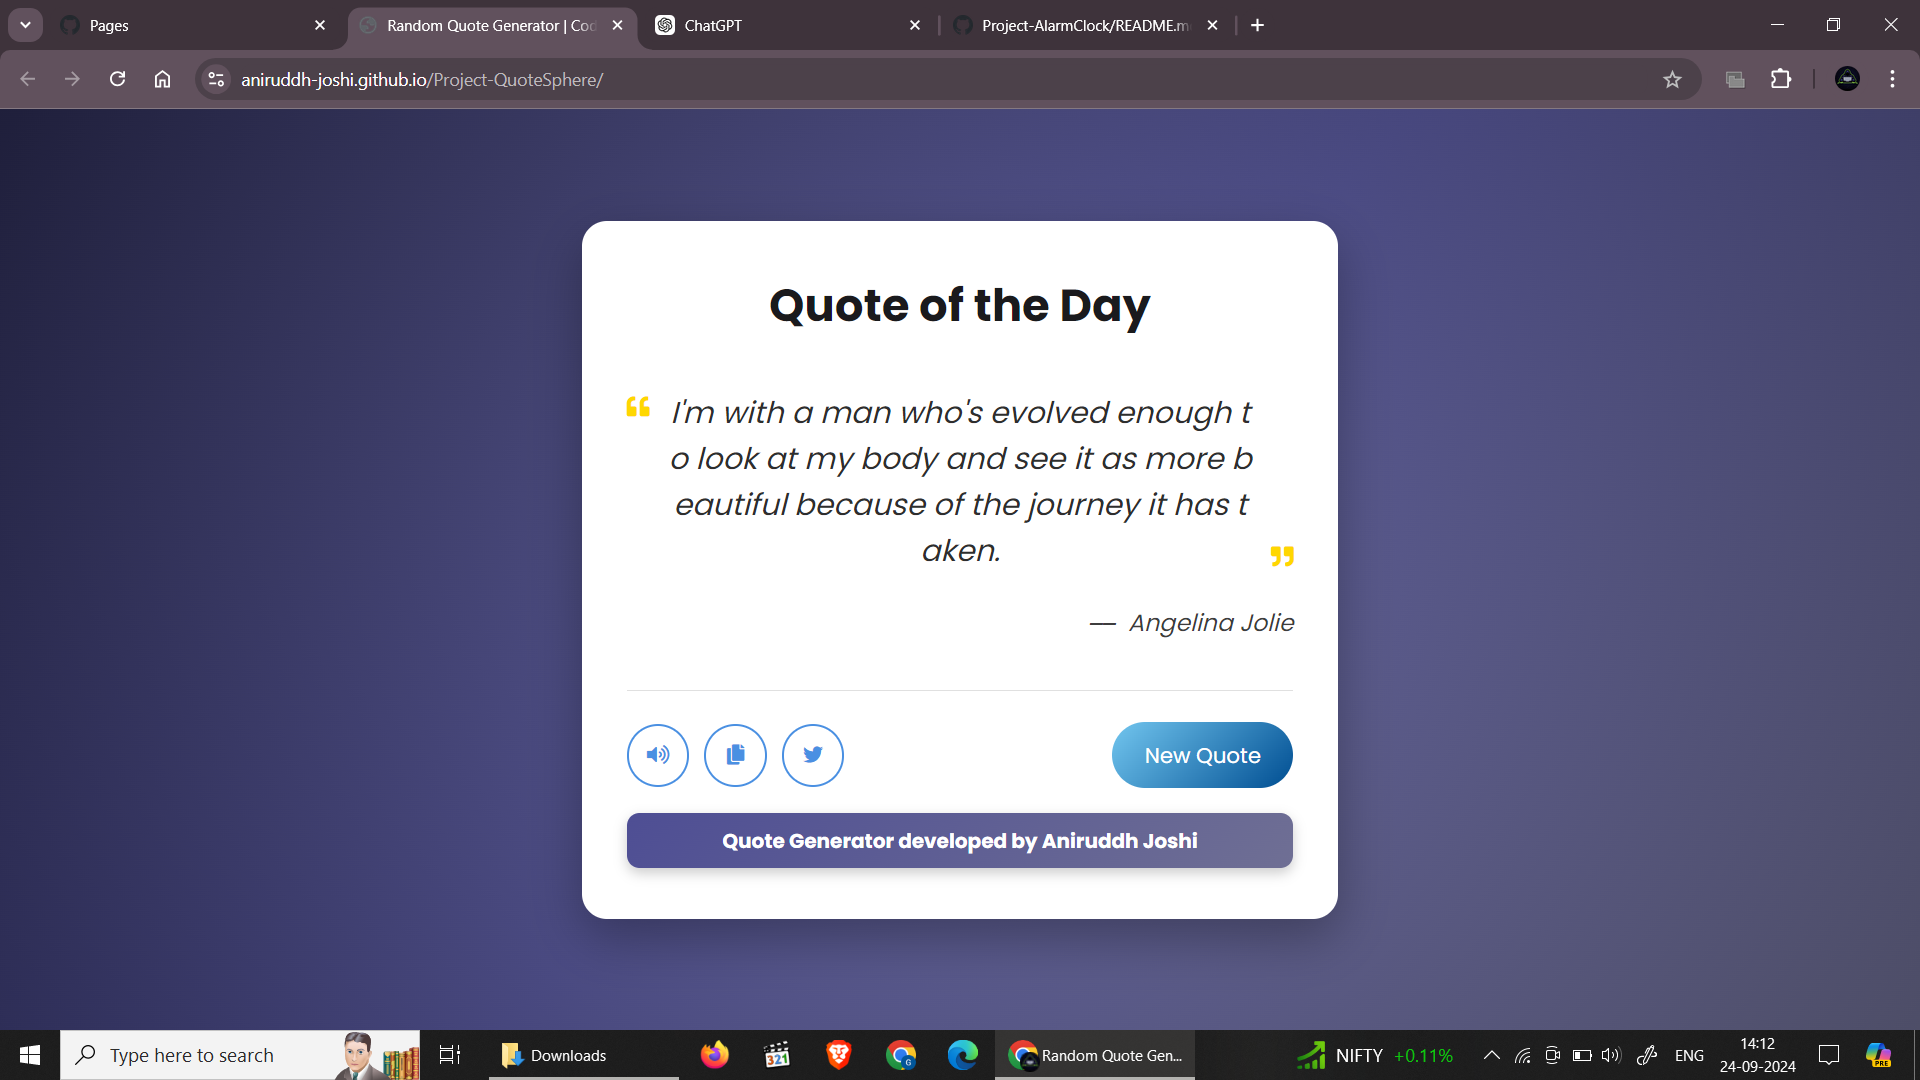 Pages
Random Quote Generator | Cod
ChatGPT
Project-AlarmClock/README.m
aniruddh-joshi.github.io/Project-QuoteSphere/
Quote of the Day
I'm with a man who's evolved enough t
o look at my body and see it as more b
eautiful because of the journey it has t
aken.
— Angelina Jolie
New Quote
Quote Generator developed by Aniruddh Joshi
Type here to search
Downloads
321
G
Random Quote Gen...
NIFTY +0.11%
ENG
14:12
24-09-2024
PRE